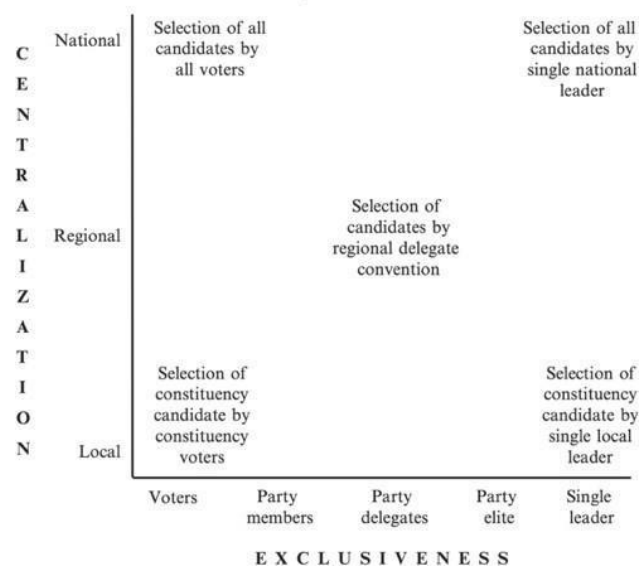 CENTRALIZATION
National
Selection of all
candidates by
all voters
Selection of all
candidates by
single national
leader
Regional
Selection of
candidates by
regional delegate
convention
Selection of
constituency
candidate by
constituency
voters
Selection of
constituency
candidate by
single local
leader
Local
Voters
Party
members
Party
delegates
Party
elite
Single
leader
EXCLUSIVENESS